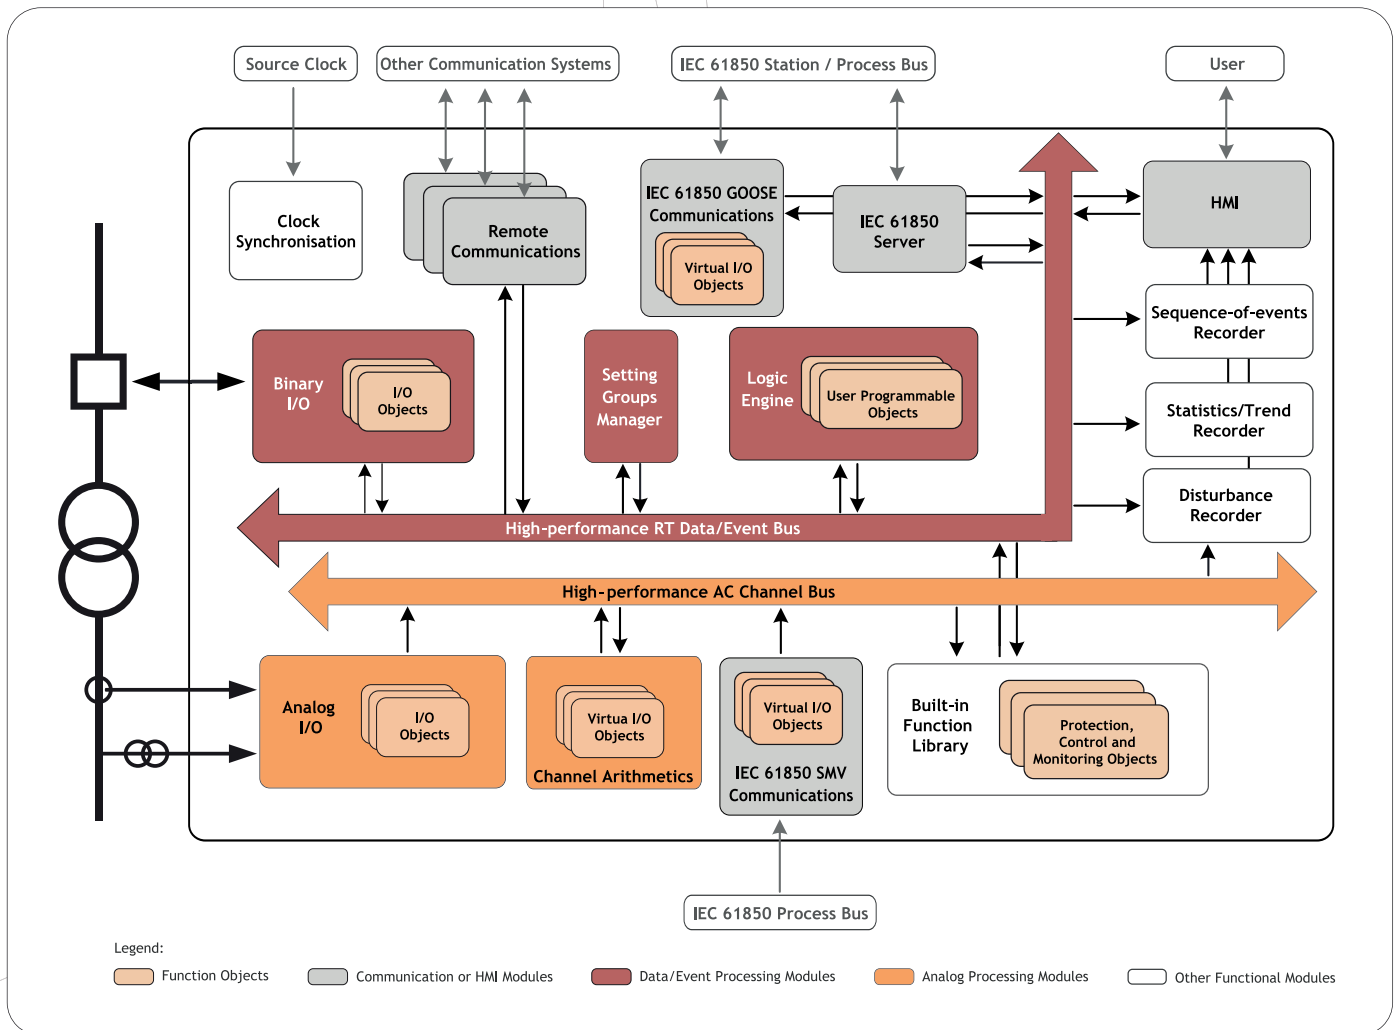 Source Clock
Other Communication Systems
IEC 61850 Station / Process Bus
User
Clock
Synchronisation
Remote
Communications
IEC 61850 GOOSE
Communications
Virtual I/O
Objects
IEC 61850
Server
HMI
Sequence-of-events
Recorder
Binary
I/O
I/O
Objects
Setting
Groups
Manager
Logic
Engine
User Programmable
Objects
Statistics/Trend
Recorder
Disturbance
Recorder
High-performance RT Data/Event Bus
High-performance AC Channel Bus
Analog
I/O
I/O
Objects
Virtua I/O
Objects
Channel Arithmetics
Virtual I/O
Objects
IEC 61850 SMV
Communications
Built-in
Function
Library
Protection,
Control and
Monitoring Objects
IEC 61850 Process Bus
Legend:
Function Objects
Communication or HMI Modules
Data/Event Processing Modules
Analog Processing Modules
Other Functional Modules